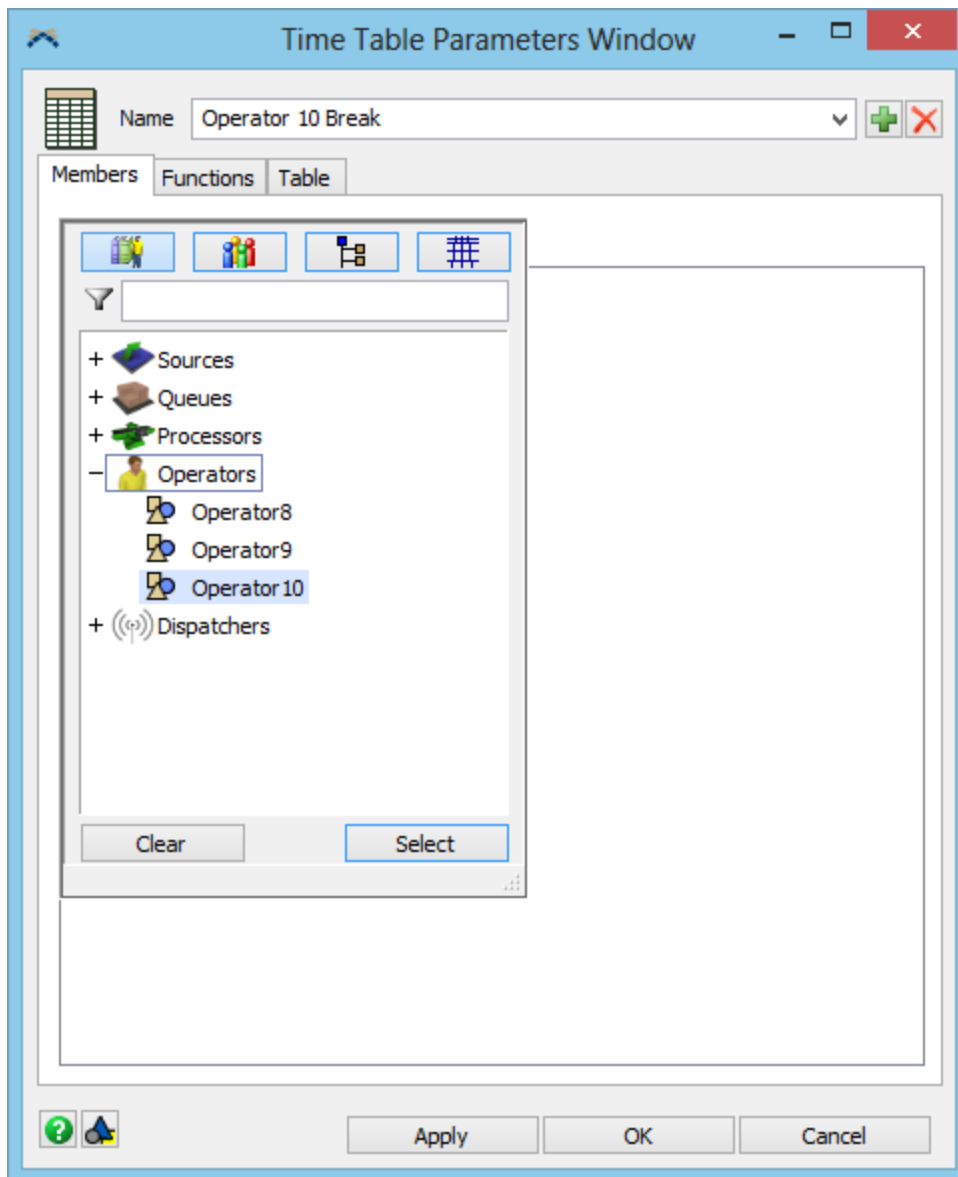 Time Table Parameters Window
Name Operator 10 Break
Members Functions Table
+ Sources
+ Queues
+ Processors
− Operators
Operator8
Operator9
Operator10
+ Dispatchers
Clear Select
Apply OK Cancel